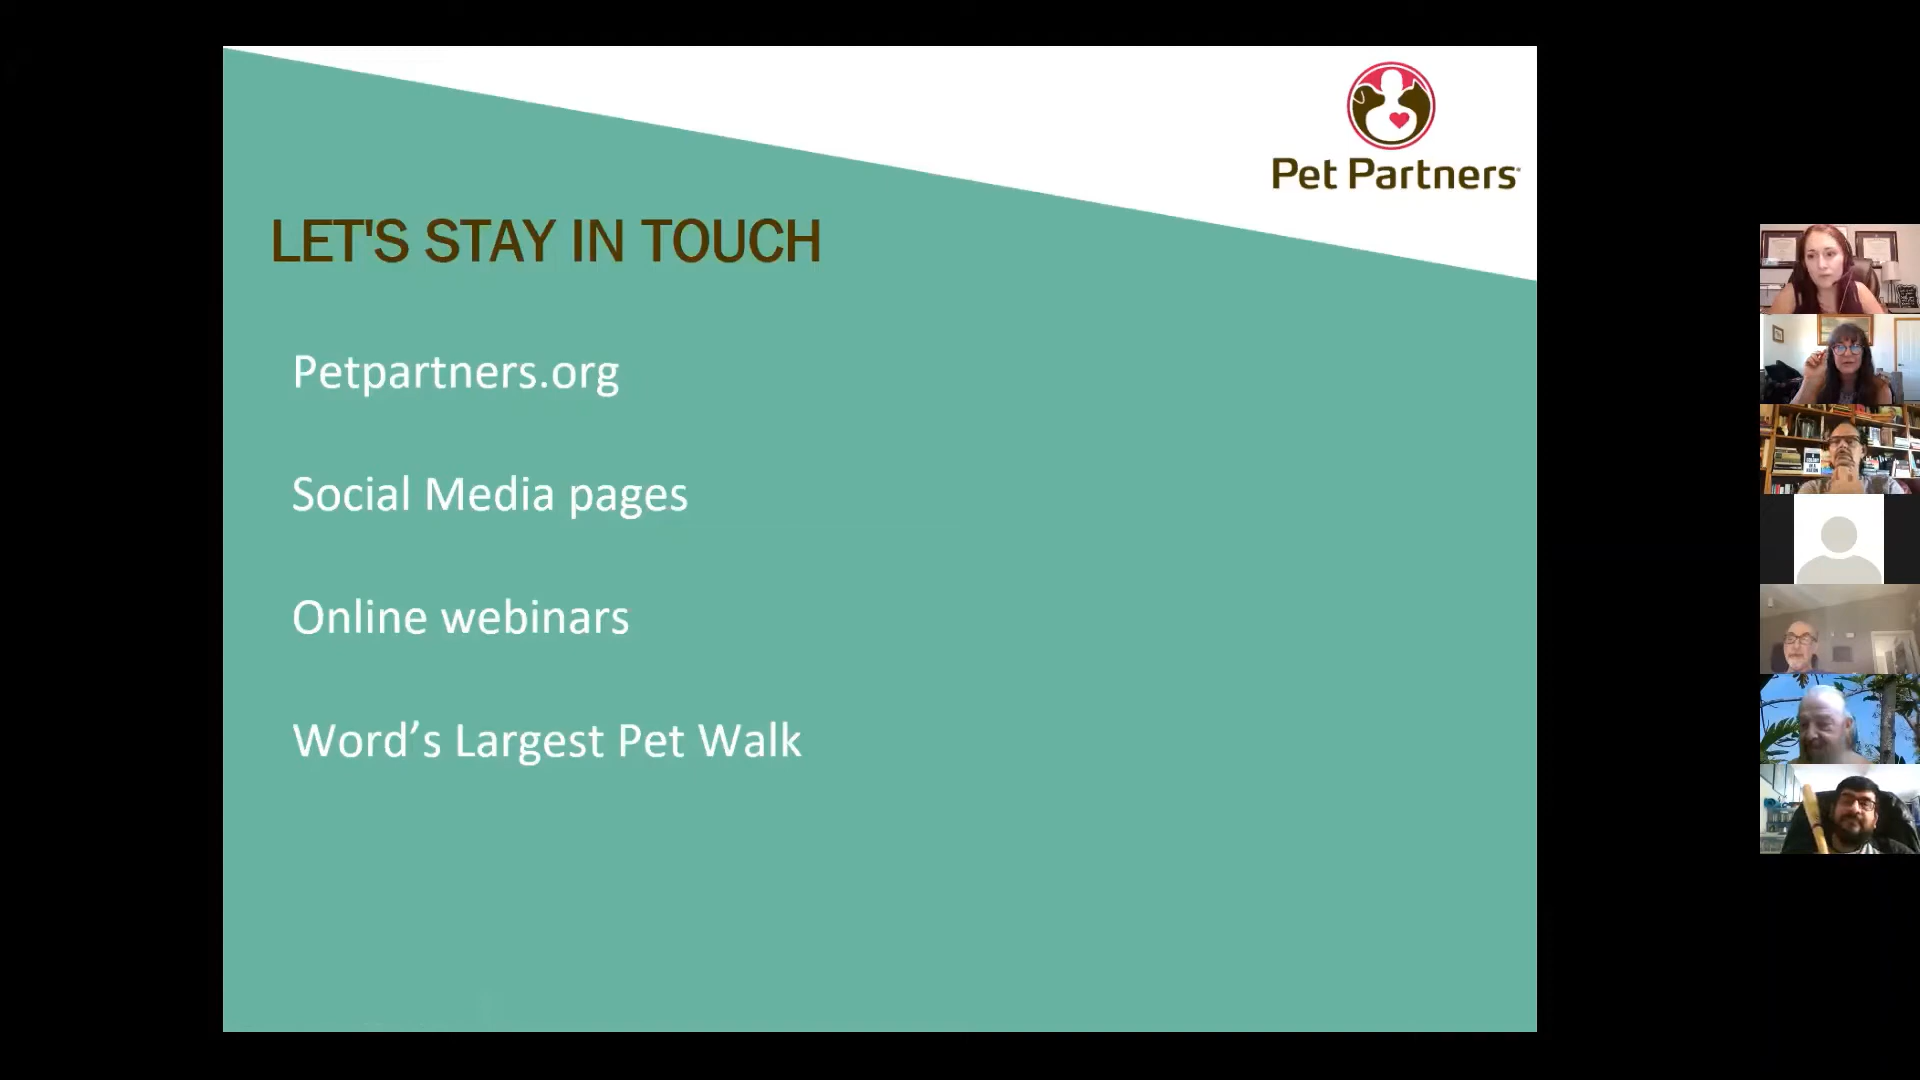 Pet Partners
LET'S STAY IN TOUCH
Petpartners.org
Social Media pages
Online webinars
Word’s Largest Pet Walk